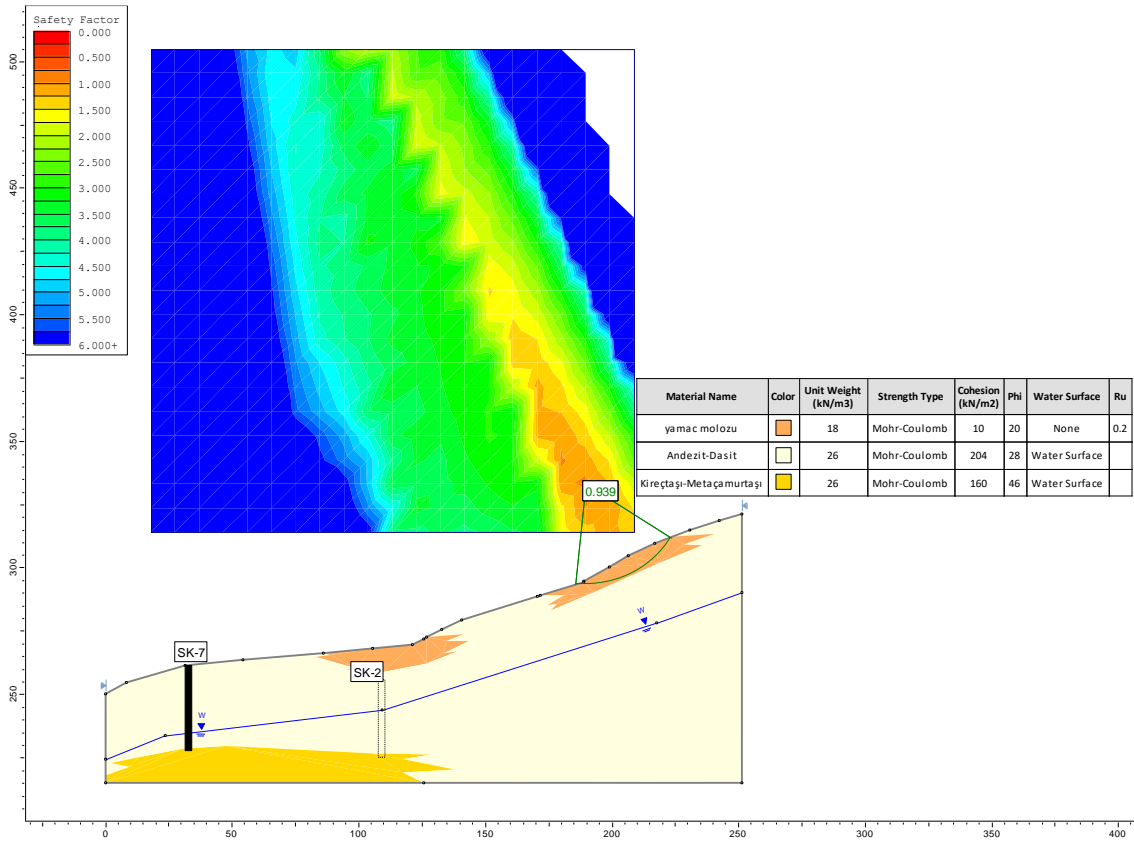 Safety Factor
0.000
0.500
1.000
1.500
2.000
2.500
3.000
3.500
4.000
4.500
5.000
5.500
6.000+
500
450
400
350
300
250
Material Name Color Unit Weight (kN/m3) Strength Type Cohesion (kN/m2) Phi Water Surface Ru
yamac molozu 18 Mohr-Coulomb 10 20 None 0.2
Andezit-Dasit 26 Mohr-Coulomb 204 28 Water Surface
Kireçtaşı-Metaçamurtaşı 26 Mohr-Coulomb 160 46 Water Surface
0.939
W
SK-7
SK-2
W
0 50 100 150 200 250 300 350 400